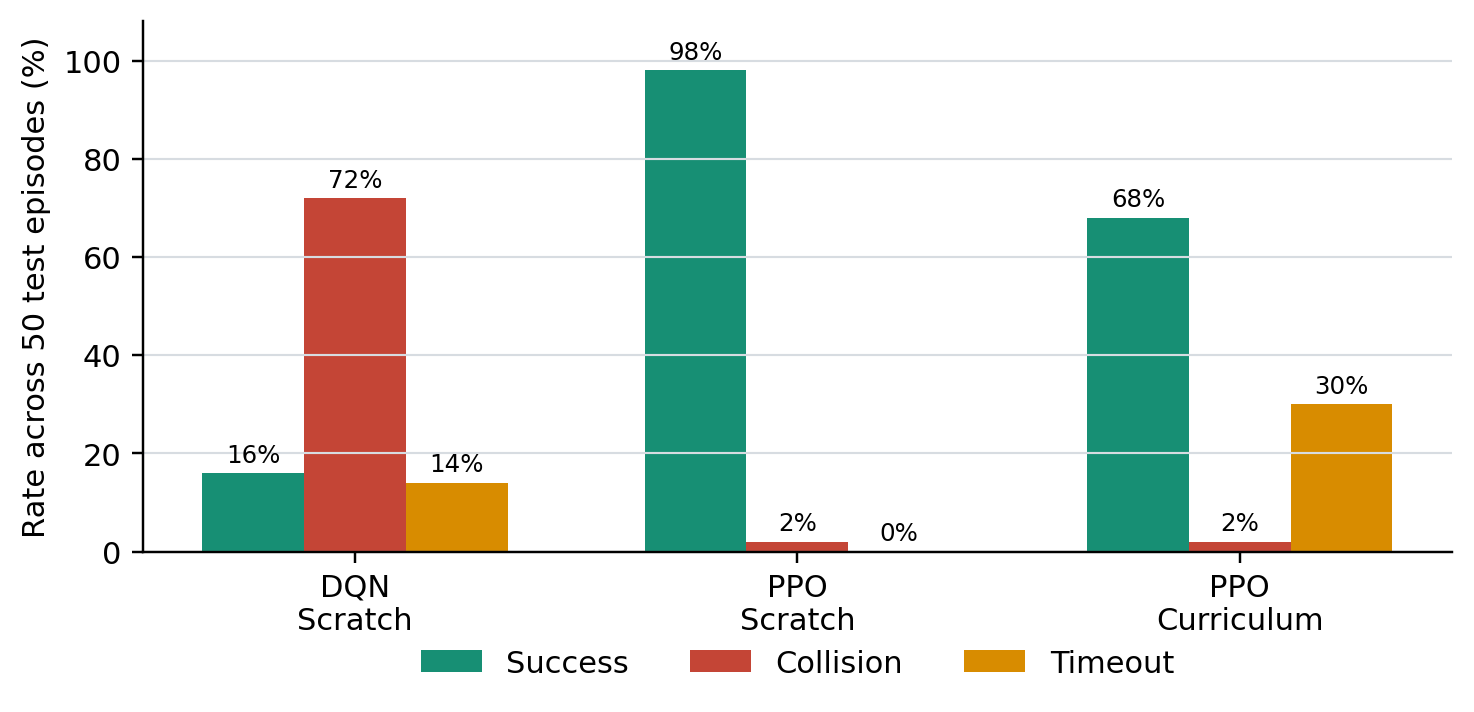 Rate across 50 test episodes (%)
100
80
60
40
20
0
16%
72%
14%
98%
2%
0%
68%
2%
30%
DQN
Scratch
PPO
Scratch
PPO
Curriculum
Success
Collision
Timeout